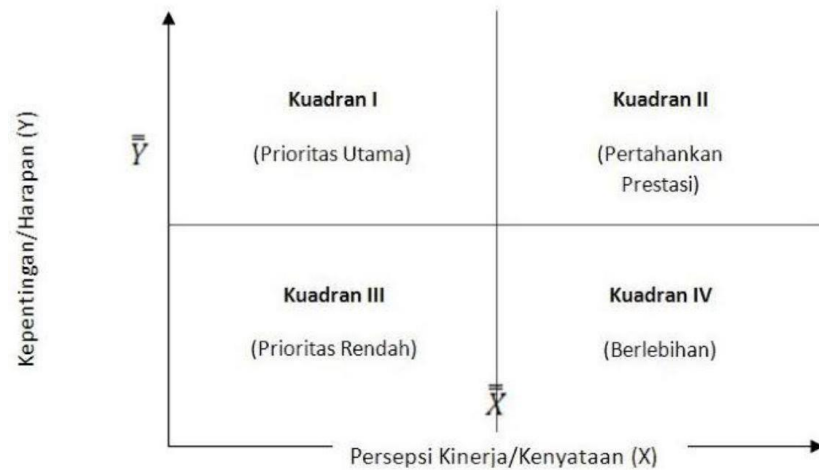 Kepentingan/Harapan (Y)
Y̿
Kuadran I
(Prioritas Utama)
Kuadran II
(Pertahankan
Prestasi)
Kuadran III
(Prioritas Rendah)
Kuadran IV
(Berlebihan)
X̿
Persepsi Kinerja/Kenyataan (X)